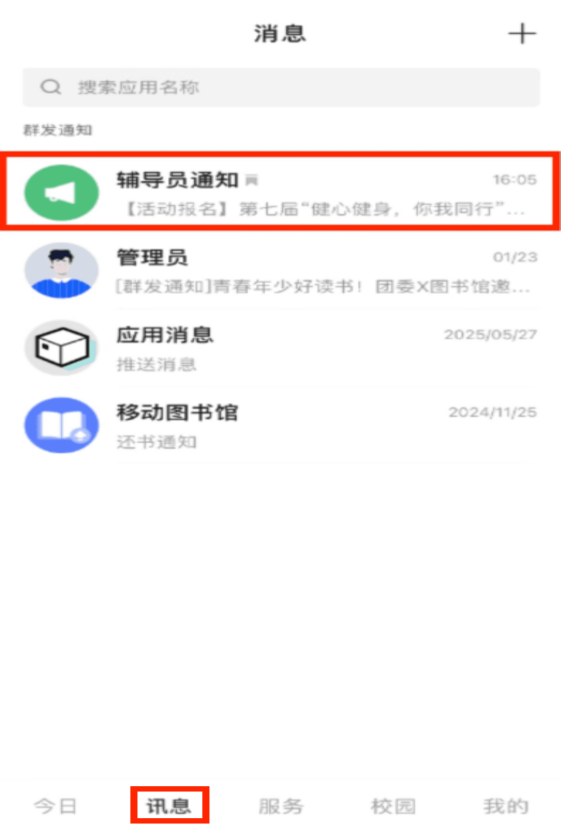 消息
搜索应用名称
群发通知
辅导员通知
16:05
【活动报名】第七届“健心健身，你我同行”...
管理员
01/23
[群发通知]青春年少好读书！团委X图书馆邀...
应用消息
2025/05/27
推送消息
移动图书馆
2024/11/25
还书通知
今日 讯息 服务 校园 我的